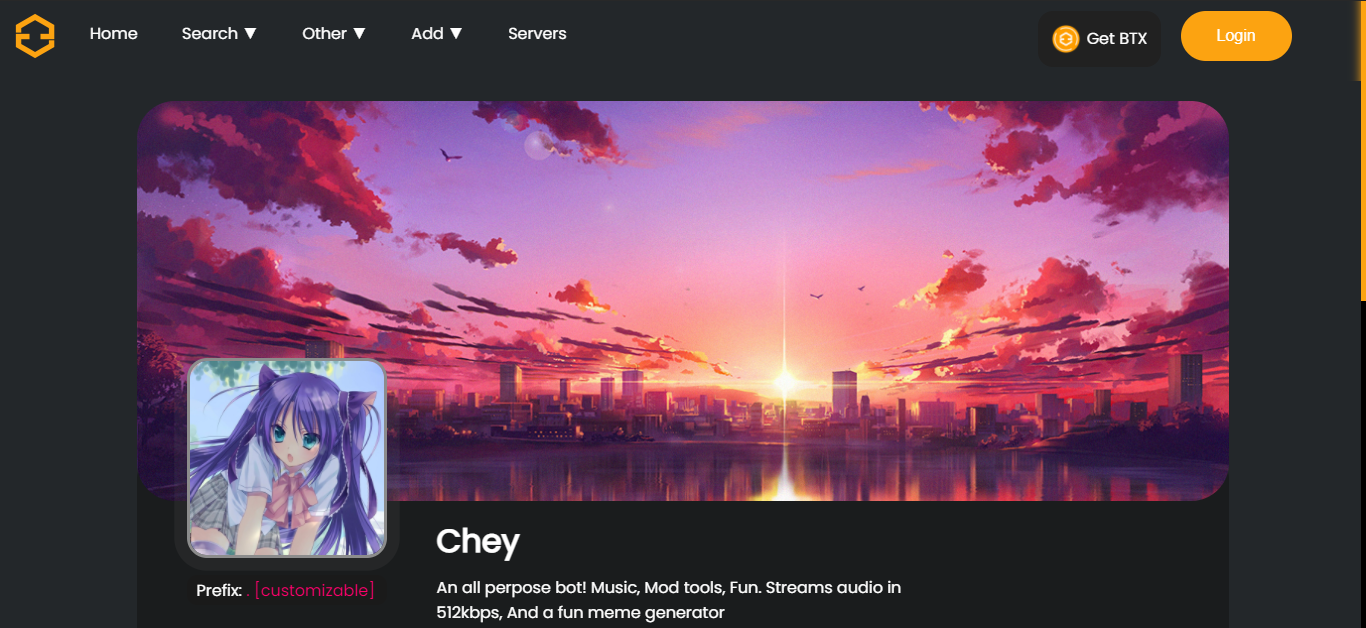 Home Search ▼ Other ▼ Add ▼ Servers Get BTX Login
Chey
An all perpose bot! Music, Mod tools, Fun. Streams audio in
512kbps, And a fun meme generator
Prefix: . [customizable]